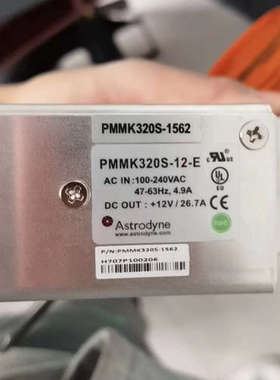 PMMK320S-1562
PMMK320S-12-E
AC IN:100-240VAC
47-63Hz, 4.9A
DC OUT : +12V / 26.7A
Astrodyne
www.astrodyne.com
P/N:PMMK320S-1562
H707P100206